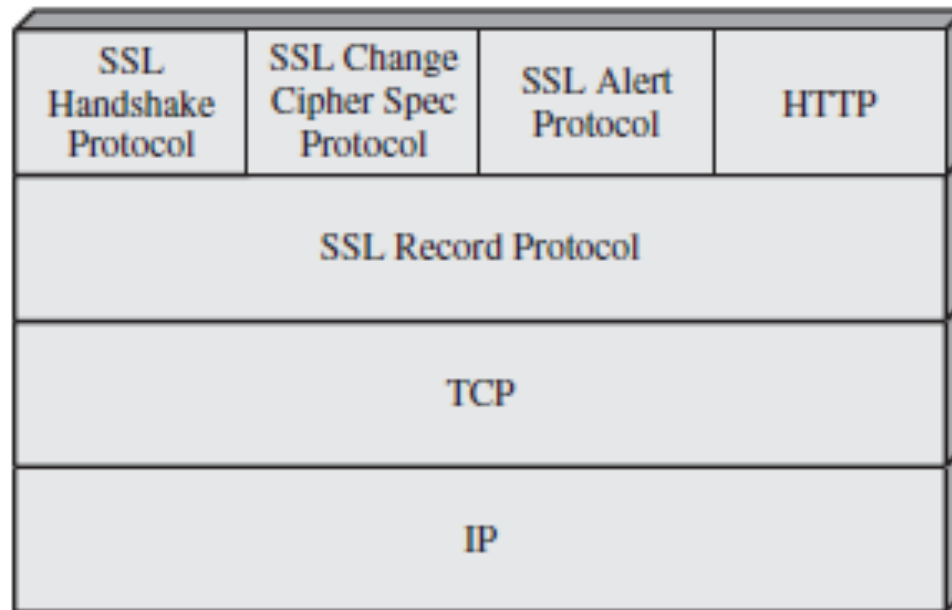 SSL
Handshake
Protocol
SSL Change
Cipher Spec
Protocol
SSL Alert
Protocol
HTTP
SSL Record Protocol
TCP
IP